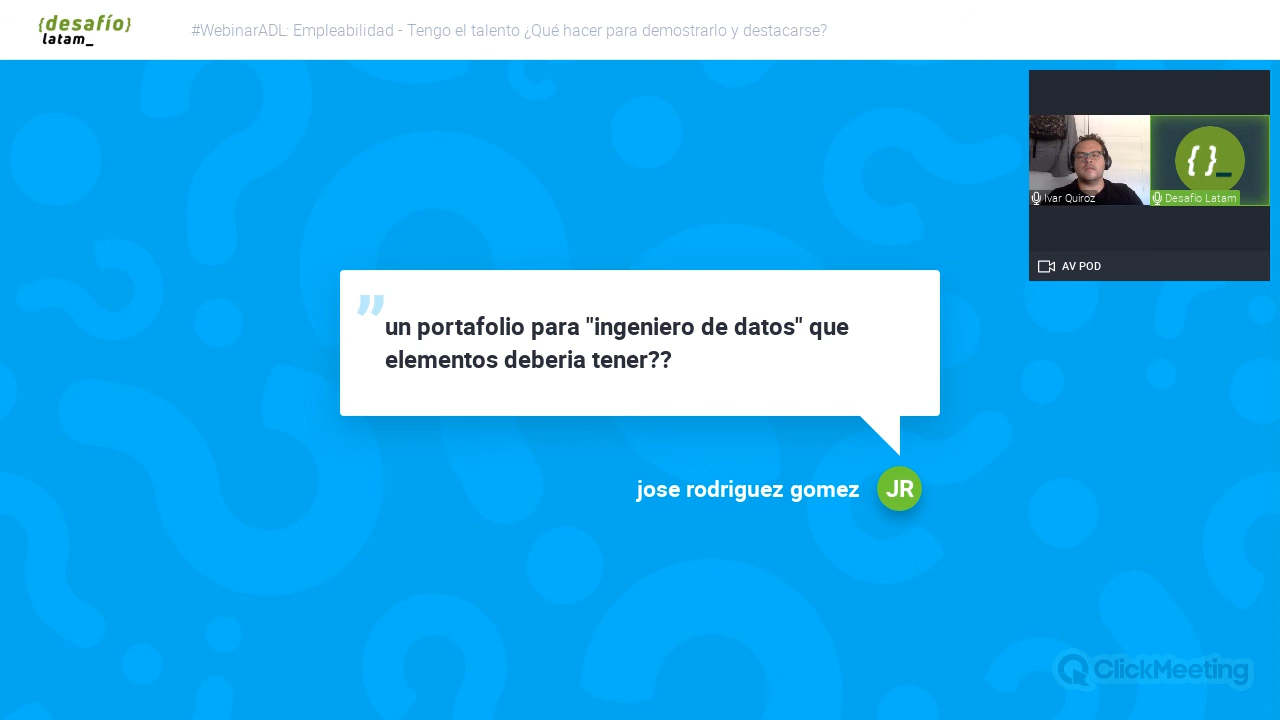 {desafío}
latam_
#WebinarADL: Empleabilidad - Tengo el talento ¿Qué hacer para demostrarlo y destacarse?
{}_
Ivar Quiroz
Desafío Latam
AV POD
”
un portafolio para "ingeniero de datos" que
elementos deberia tener??
jose rodriguez gomez
JR
ClickMeeting